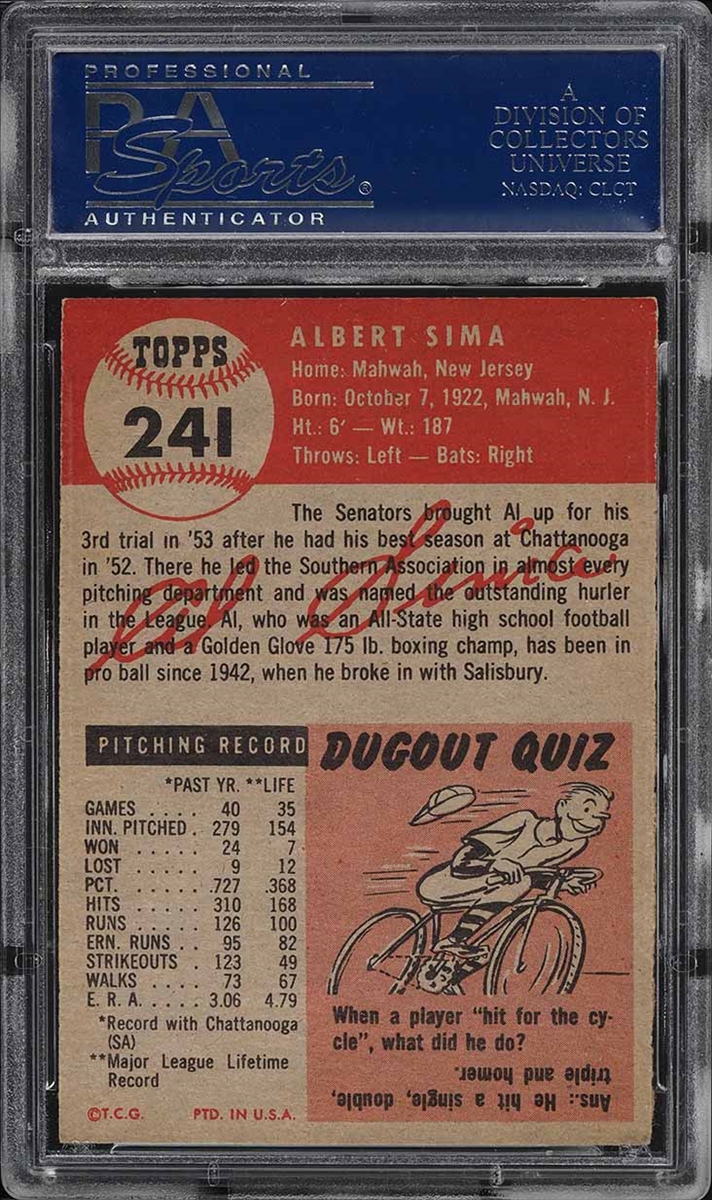 PROFESSIONAL
PSA
Sports®
AUTHENTICATOR
A
DIVISION OF
COLLECTORS
UNIVERSE
NASDAQ: CLCT
TOPPS
241
ALBERT SIMA
Home: Mahwah, New Jersey
Born: October 7, 1922, Mahwah, N. J.
Ht.: 6' — Wt.: 187
Throws: Left — Bats: Right
The Senators brought Al up for his
3rd trial in '53 after he had his best season at Chattanooga
in '52. There he led the Southern Association in almost every
pitching department and was named the outstanding hurler
in the League. Al, who was an All-State high school football
player and a Golden Glove 175 lb. boxing champ, has been in
pro ball since 1942, when he broke in with Salisbury.
Al Sima
PITCHING RECORD
*PAST YR. **LIFE
GAMES . . . . 40 35
INN. PITCHED . 279 154
WON . . . . . 24 7
LOST . . . . . 9 12
PCT. . . . . . .727 .368
HITS . . . . . 310 168
RUNS . . . . . 126 100
ERN. RUNS . . 95 82
STRIKEOUTS . 123 49
WALKS . . . . 73 67
E. R. A. . . . . 3.06 4.79
*Record with Chattanooga
(SA)
**Major League Lifetime
Record
©T.C.G. PTD. IN U.S.A.
DUGOUT QUIZ
When a player "hit for the cy-
cle", what did he do?
Ans.: He hit a single, double,
triple and homer.